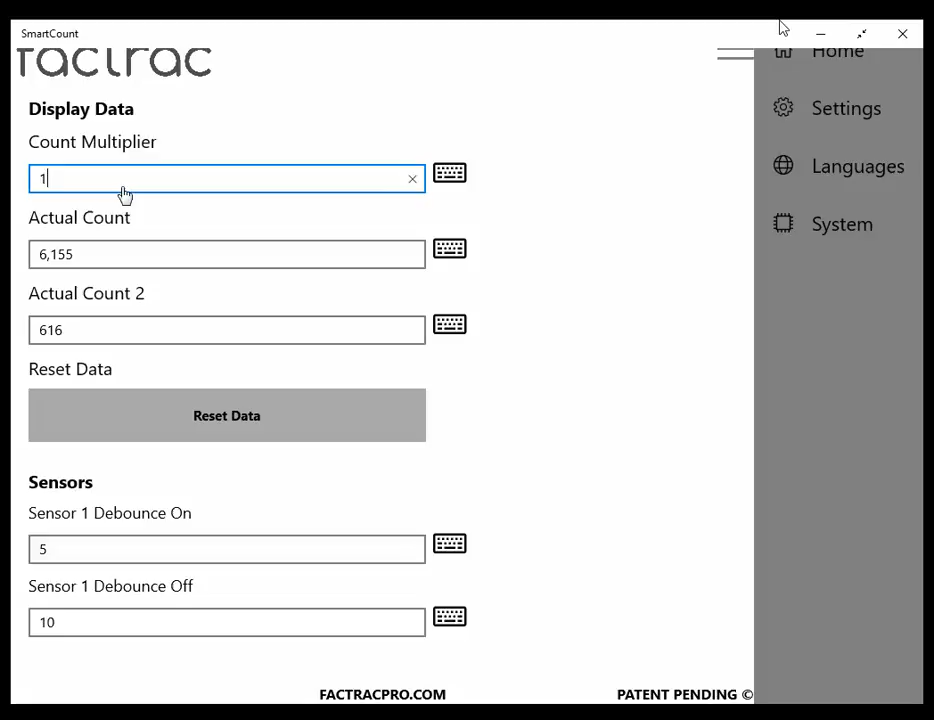 SmartCount
factrac
Home
Display Data
Settings
Count Multiplier
Languages
1
Actual Count
System
6,155
Actual Count 2
616
Reset Data
Reset Data
Sensors
Sensor 1 Debounce On
5
Sensor 1 Debounce Off
10
FACTRACPRO.COM
PATENT PENDING ©